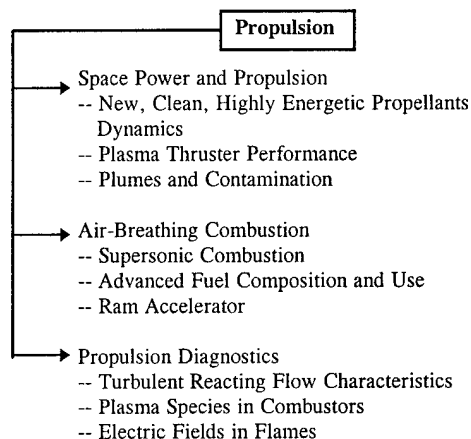 Propulsion
Space Power and Propulsion
-- New, Clean, Highly Energetic Propellants
Dynamics
-- Plasma Thruster Performance
-- Plumes and Contamination
Air-Breathing Combustion
-- Supersonic Combustion
-- Advanced Fuel Composition and Use
-- Ram Accelerator
Propulsion Diagnostics
-- Turbulent Reacting Flow Characteristics
-- Plasma Species in Combustors
-- Electric Fields in Flames